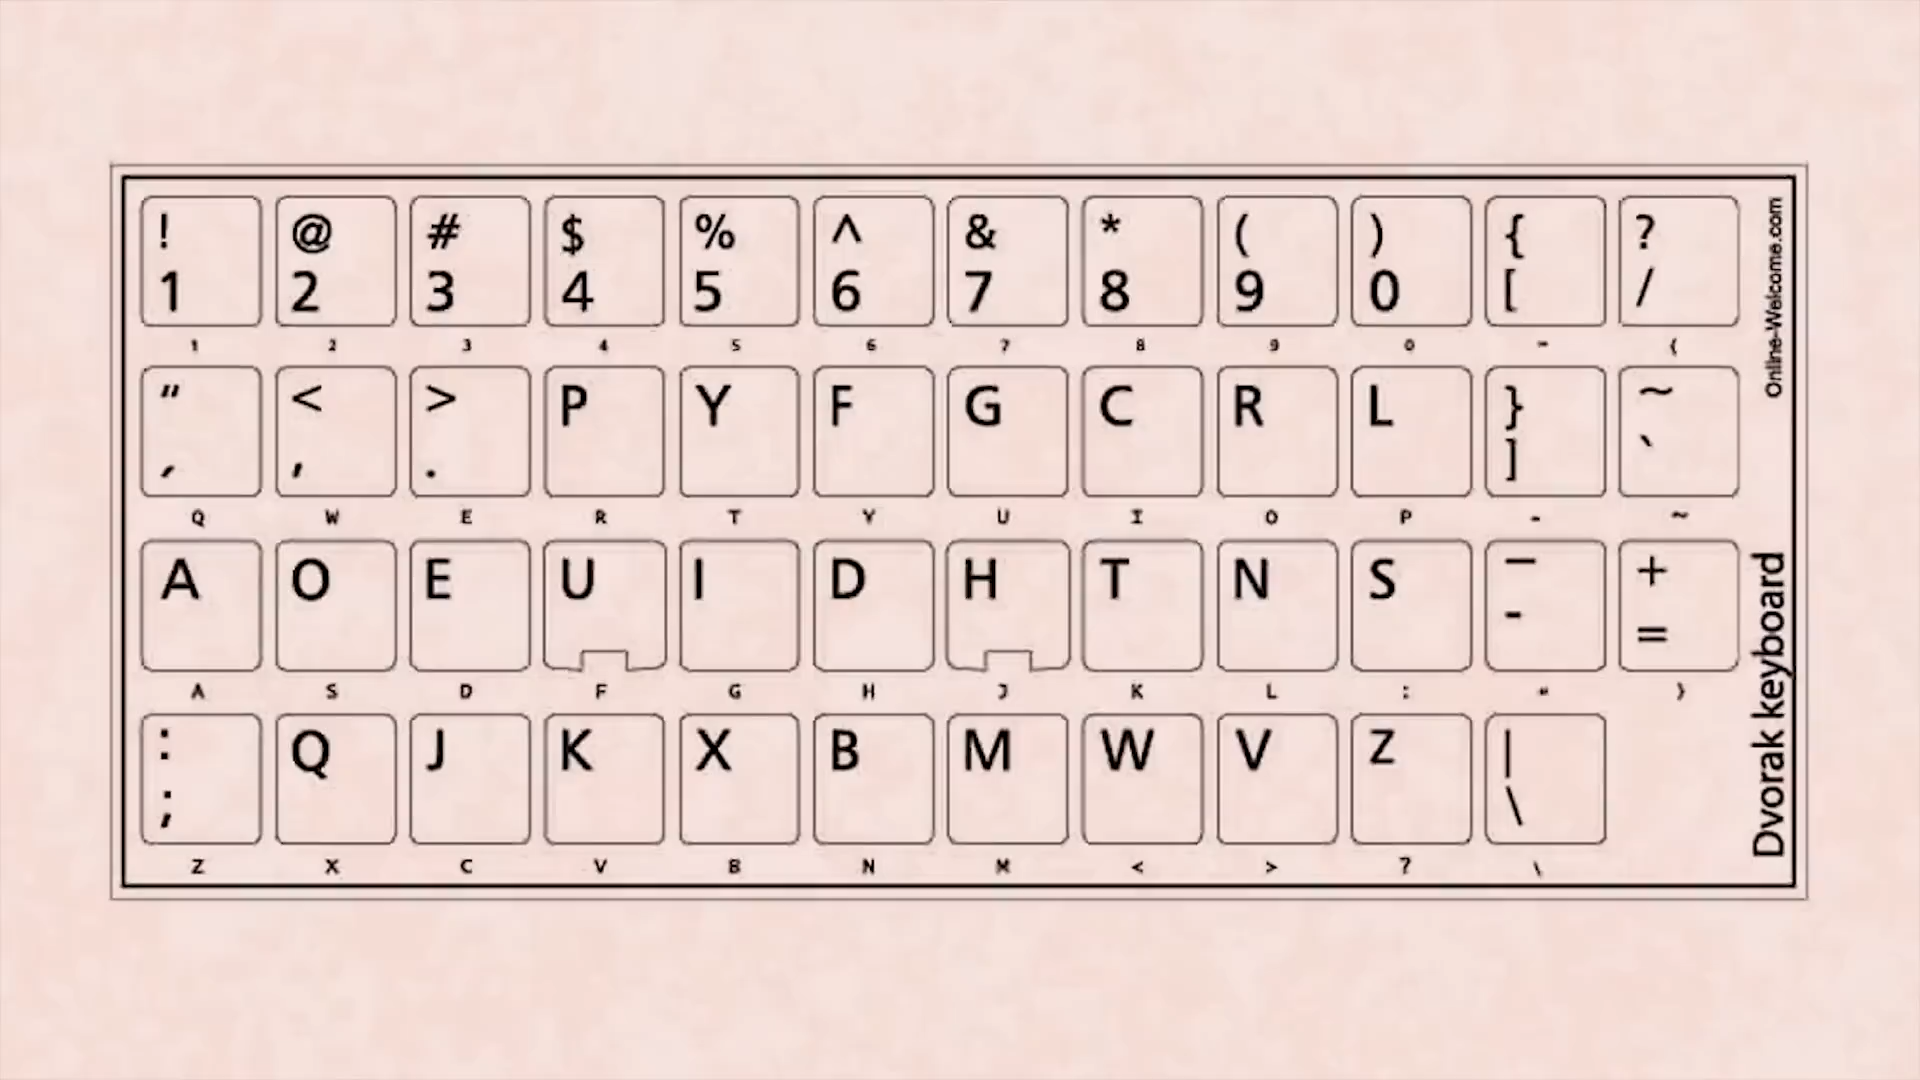 ! @ # $ % ^ & * ( ) { ?
1 2 3 4 5 6 7 8 9 0 [ /
1 2 3 4 5 6 7 8 9 0 - {
" < > P Y F G C R L } ~
, , . ] `
Q W E R T Y U I O P - ~
A O E U I D H T N S — +
- =
A S D F G H J K L : " }
: Q J K X B M W V Z |
; \
Z X C V B N M < > ? \
Online-Welcome.com
Dvorak keyboard